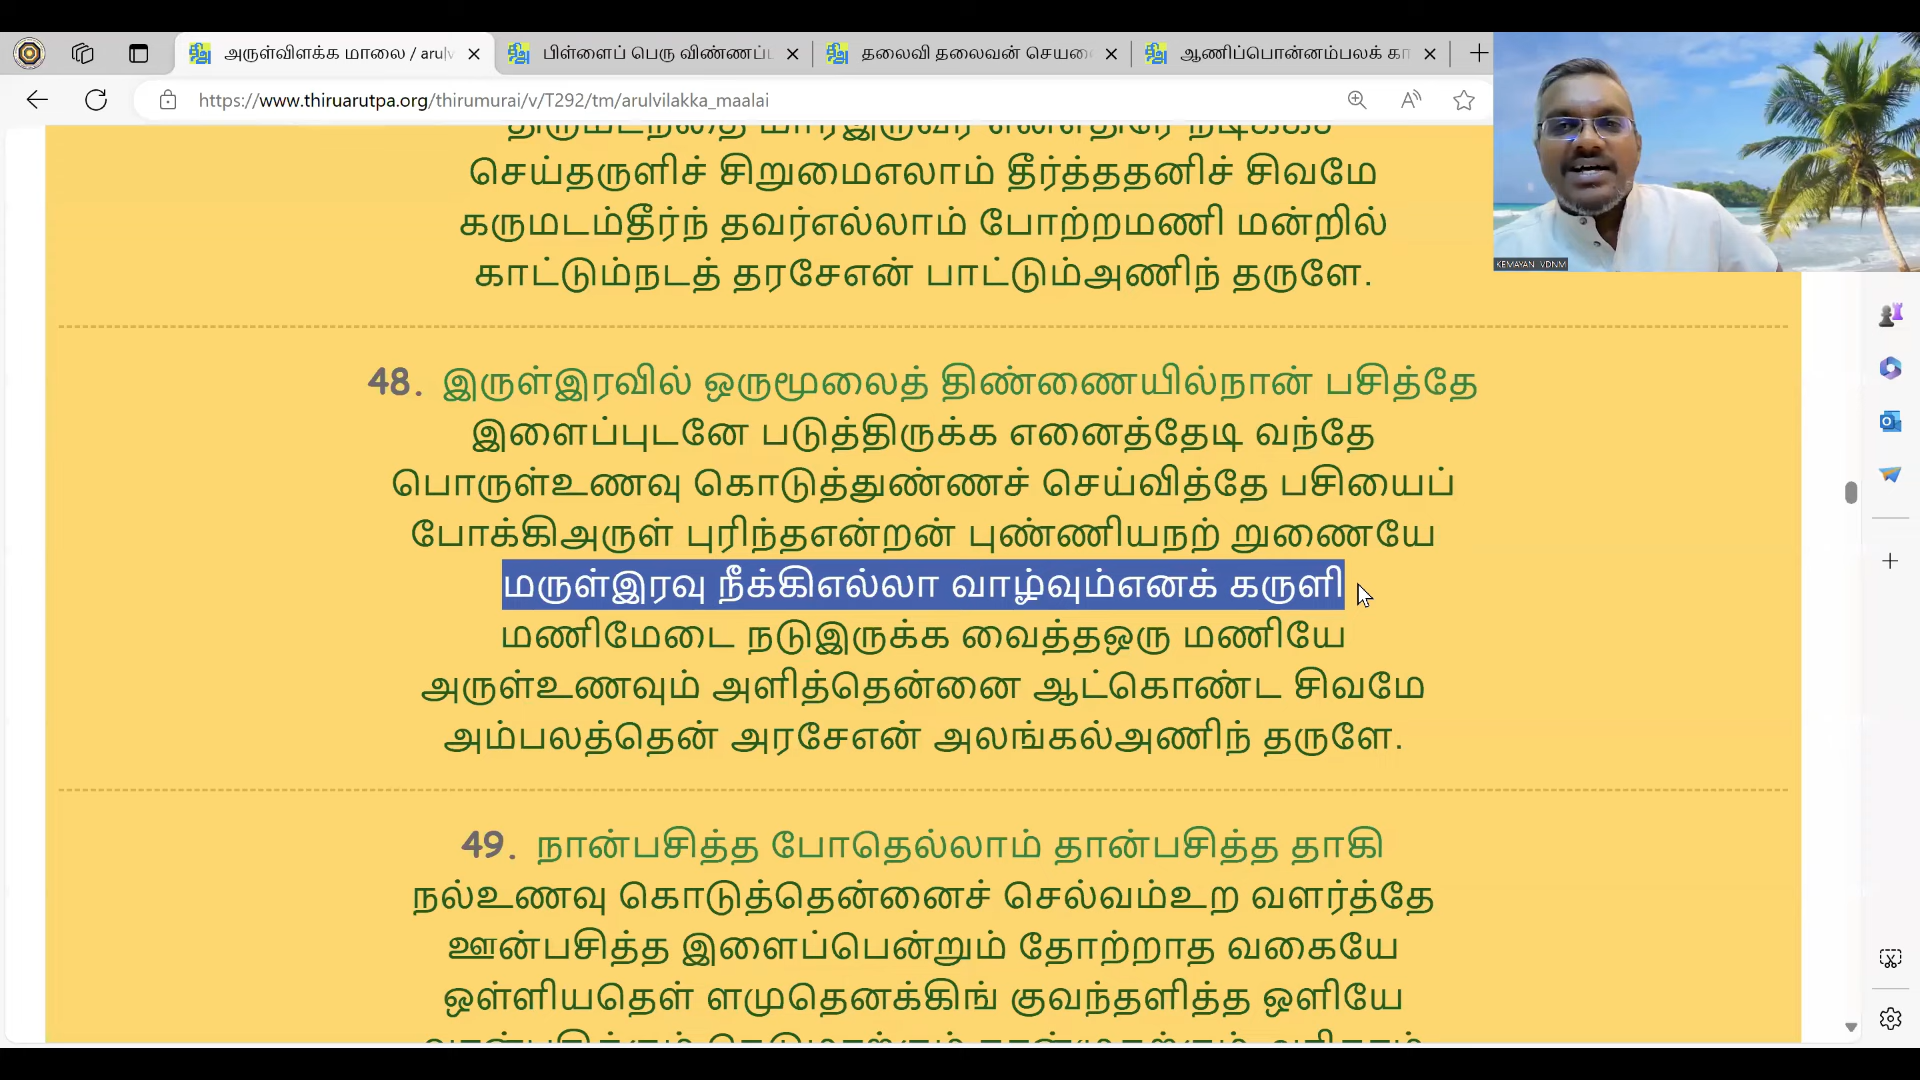 அருள்விளக்க மாலை / arulv
பிள்ளைப் பெரு விண்ணப்ப
தலைவி தலைவன் செயலை
ஆணிப்பொன்னம்பலக் கா
https://www.thiruarutpa.org/thirumurai/v/T292/tm/arulvilakka_maalai
KEMAYAN VDNM
செய்தருளிச் சிறுமைஎலாம் தீர்த்ததனிச் சிவமே
கருமடம்தீர்ந் தவர்எல்லாம் போற்றமணி மன்றில்
காட்டும்நடத் தரசேஎன் பாட்டும்அணிந் தருளே.
48. இருள்இரவில் ஒருமூலைத் திண்ணையில்நான் பசித்தே
இளைப்புடனே படுத்திருக்க எனைத்தேடி வந்தே
பொருள்உணவு கொடுத்துண்ணச் செய்வித்தே பசியைப்
போக்கிஅருள் புரிந்தஎன்றன் புண்ணியநற் றுணையே
மருள்இரவு நீக்கிஎல்லா வாழ்வும்எனக் கருளி
மணிமேடை நடுஇருக்க வைத்தஒரு மணியே
அருள்உணவும் அளித்தென்னை ஆட்கொண்ட சிவமே
அம்பலத்தென் அரசேஎன் அலங்கல்அணிந் தருளே.
49. நான்பசித்த போதெல்லாம் தான்பசித்த தாகி
நல்உணவு கொடுத்தென்னைச் செல்வம்உற வளர்த்தே
ஊன்பசித்த இளைப்பென்றும் தோற்றாத வகையே
ஒள்ளியதெள் ளமுதெனக்கிங் குவந்தளித்த ஒளியே